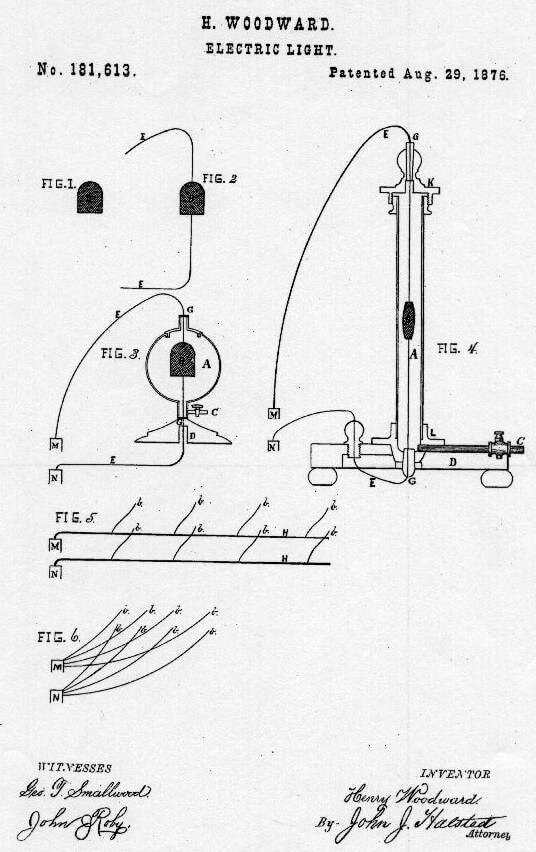 H. WOODWARD.
ELECTRIC LIGHT.
No. 181,613.
Patented Aug. 29, 1876.
E
G
E
K
FIG. 1.
FIG. 2
E
E
G
FIG. 3.
A
A
FIG. 4.
C
G
D
M
N
E
M
N
L
C
D
E
G
FIG. 5.
b. b. b. b.
M
H
b. b. b. b.
N
H
FIG. 6.
b. b. b. b.
b. b. b. b.
M
N
WITNESSES
Geo. T. Smallwood.
John Roby.
INVENTOR
Henry Woodward.
By- John J. Halsted
Attorney